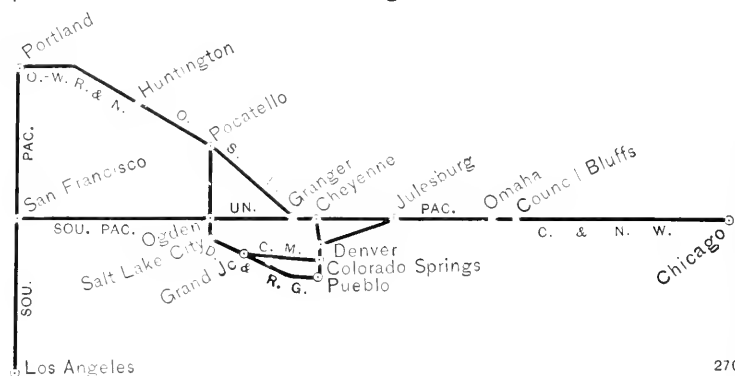 Portland
O.-W. R. & N.
Huntington
O. S. L.
Pocatello
PAC.
San Francisco
Granger
Cheyenne
Julesburg
Omaha
Council Bluffs
UN.
PAC.
SOU. PAC.
C. & N. W.
Chicago
Ogden
Salt Lake City
D. & R. G.
C. M.
Grand Jc
Denver
Colorado Springs
Pueblo
SOU.
Los Angeles
270